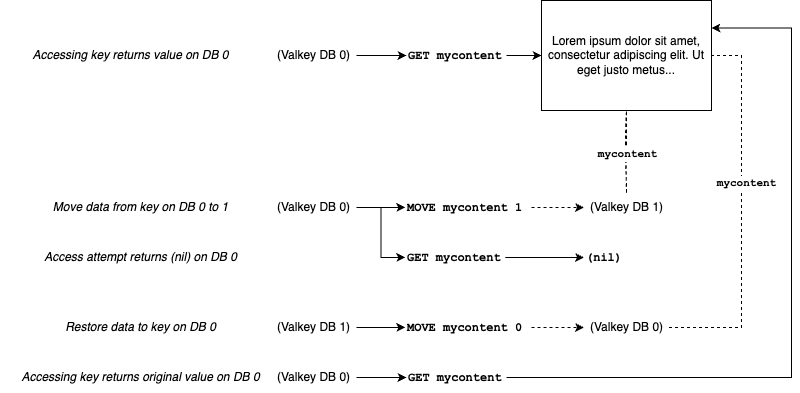 Accessing key returns value on DB 0
(Valkey DB 0)
GET mycontent
Lorem ipsum dolor sit amet,
consectetur adipiscing elit. Ut
eget justo metus...
mycontent
mycontent
Move data from key on DB 0 to 1
(Valkey DB 0)
MOVE mycontent 1
(Valkey DB 1)
Access attempt returns (nil) on DB 0
GET mycontent
(nil)
Restore data to key on DB 0
(Valkey DB 1)
MOVE mycontent 0
(Valkey DB 0)
Accessing key returns original value on DB 0
(Valkey DB 0)
GET mycontent